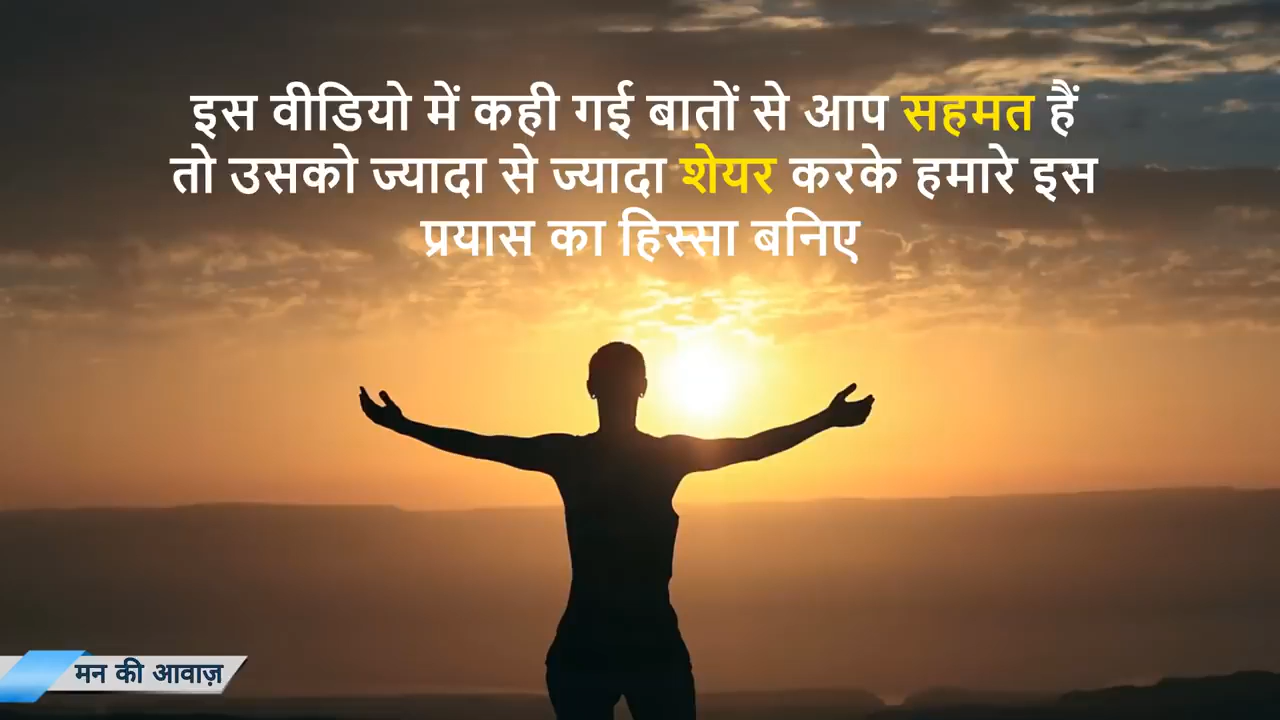 इस वीडियो में कही गई बातों से आप सहमत हैं
तो उसको ज्यादा से ज्यादा शेयर करके हमारे इस
प्रयास का हिस्सा बनिए
मन की आवाज़